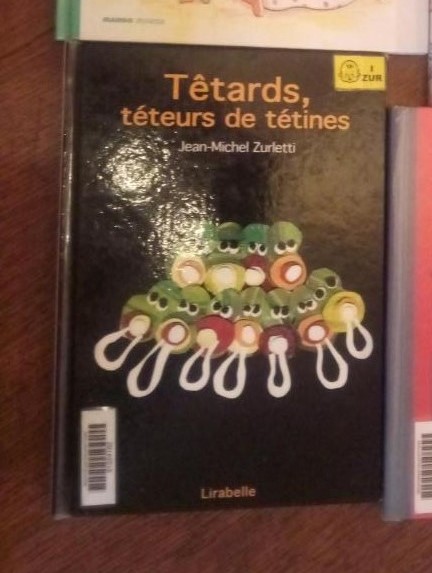 I
ZUR
Têtards,
téteurs de tétines
Jean-Michel Zurletti
Lirabelle